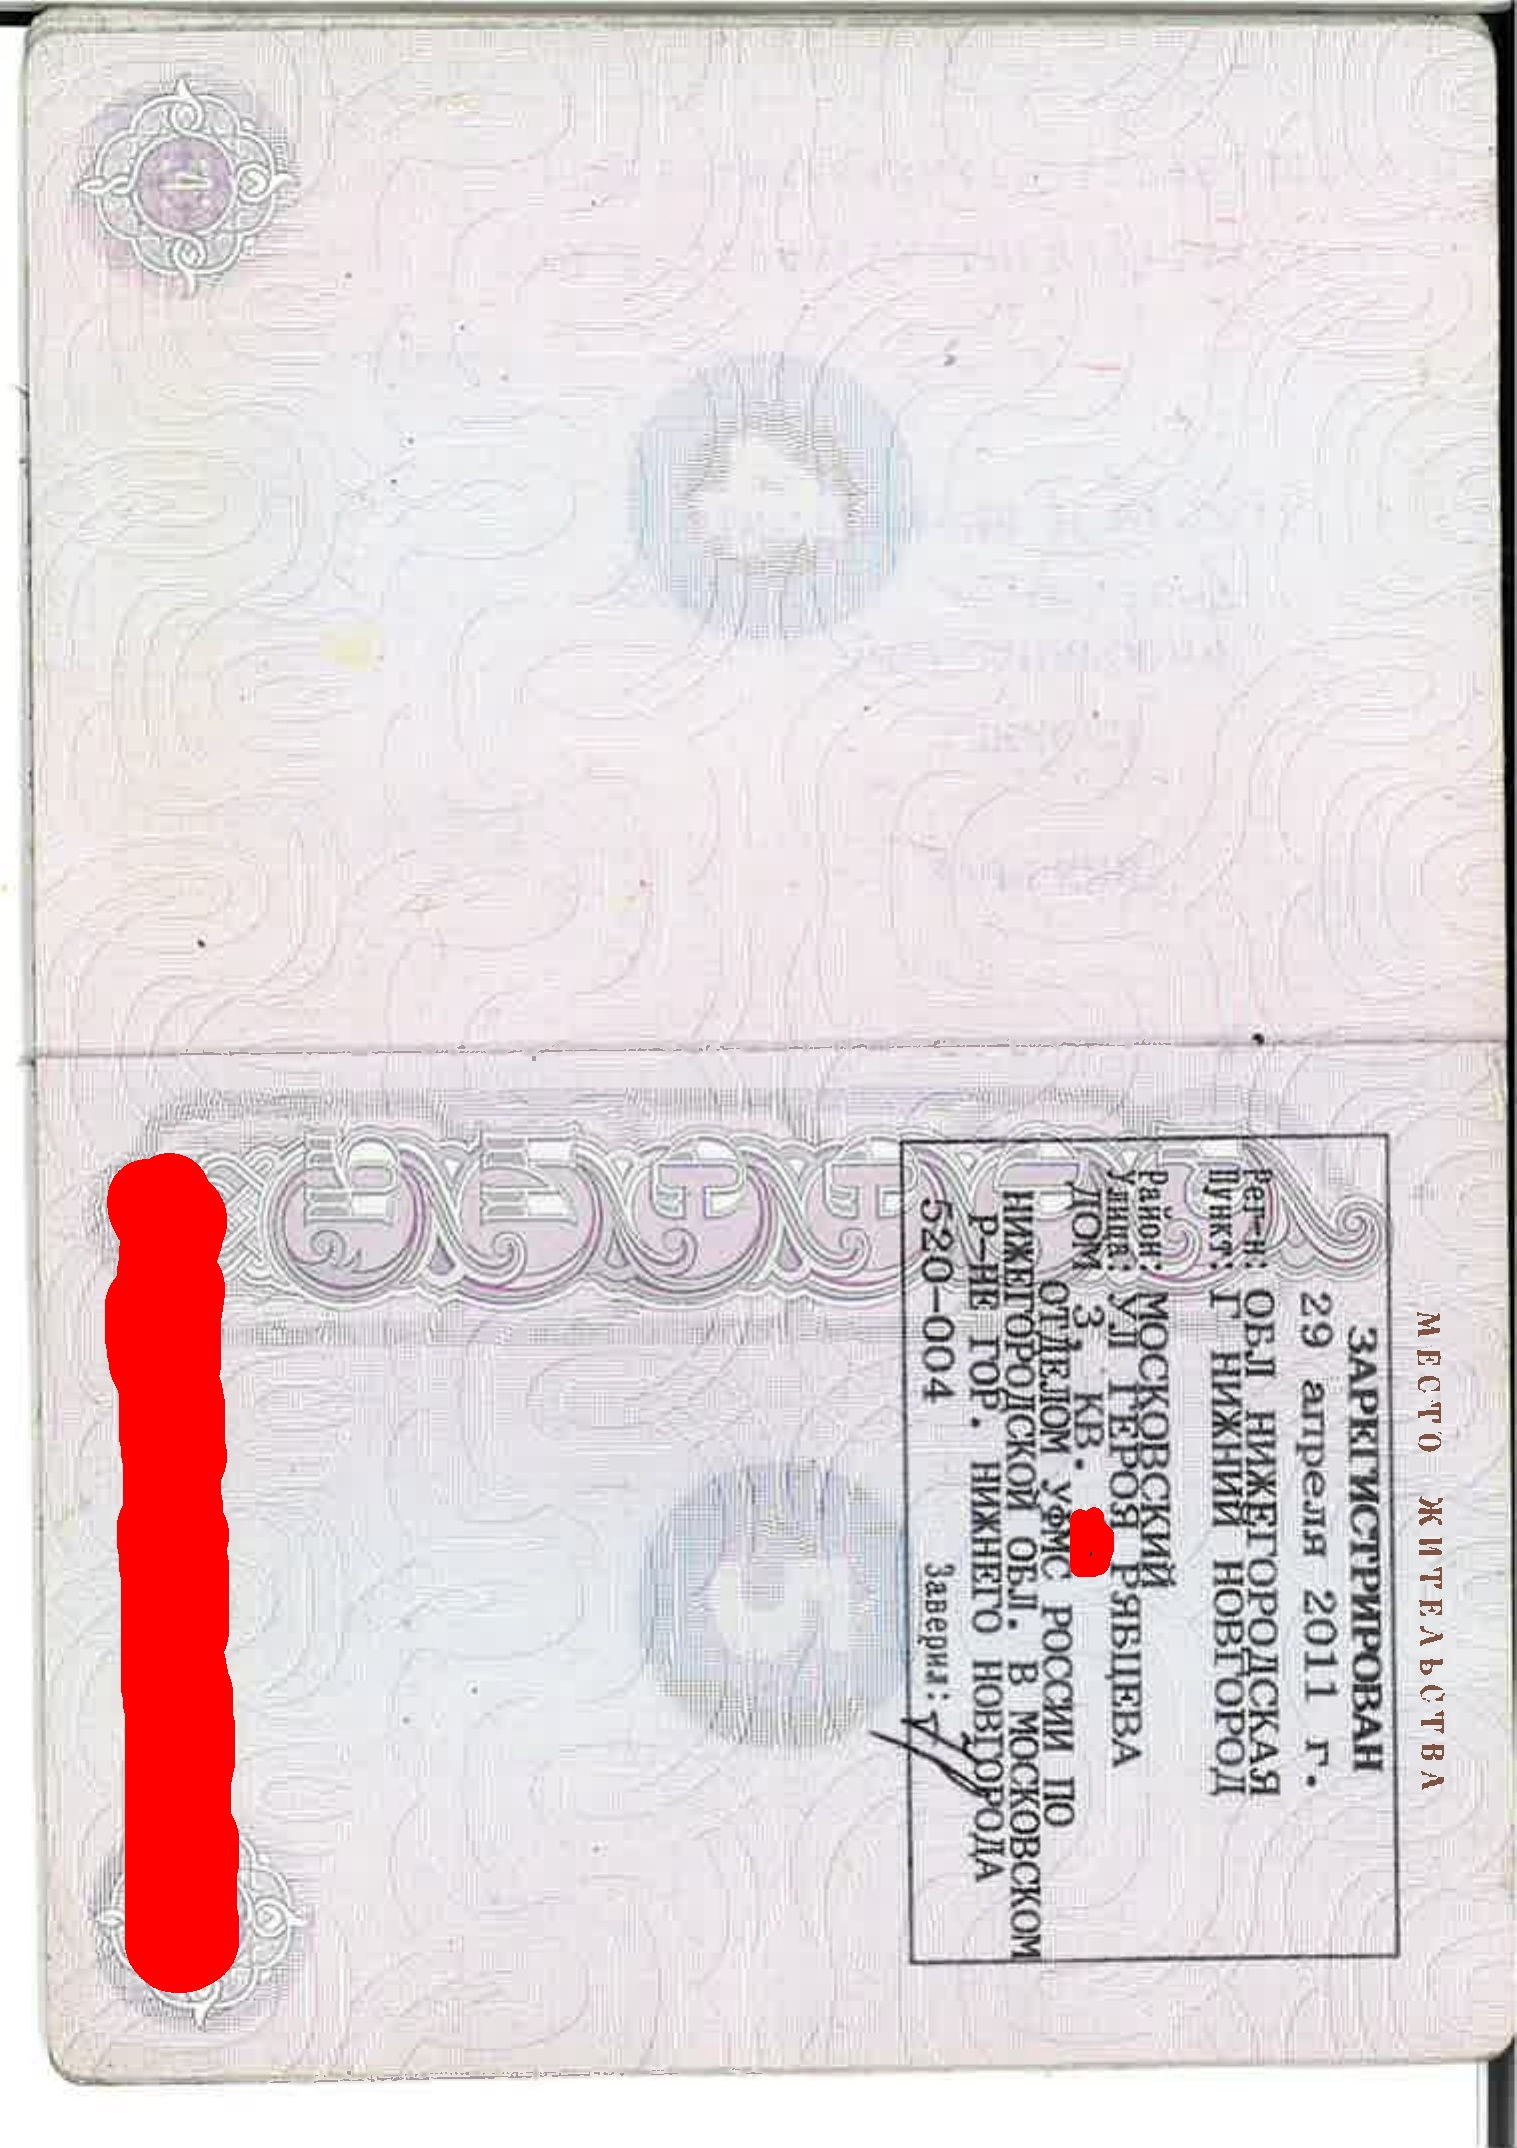 МЕСТО ЖИТЕЛЬСТВА
ЗАРЕГИСТРИРОВАН
29 апреля 2011 г.
Рег-н: ОБЛ НИЖЕГОРОДСКАЯ
Пункт: Г НИЖНИЙ НОВГОРОД
Район: МОСКОВСКИЙ
Улица: УЛ ГЕРОЯ РЯБЦЕВА
ДОМ 3, КВ.
ОТДЕЛОМ УФМС РОССИИ ПО
НИЖЕГОРОДСКОЙ ОБЛ. В МОСКОВСКОМ
Р-НЕ ГОР. НИЖНЕГО НОВГОРОДА
520-004 Заверил: